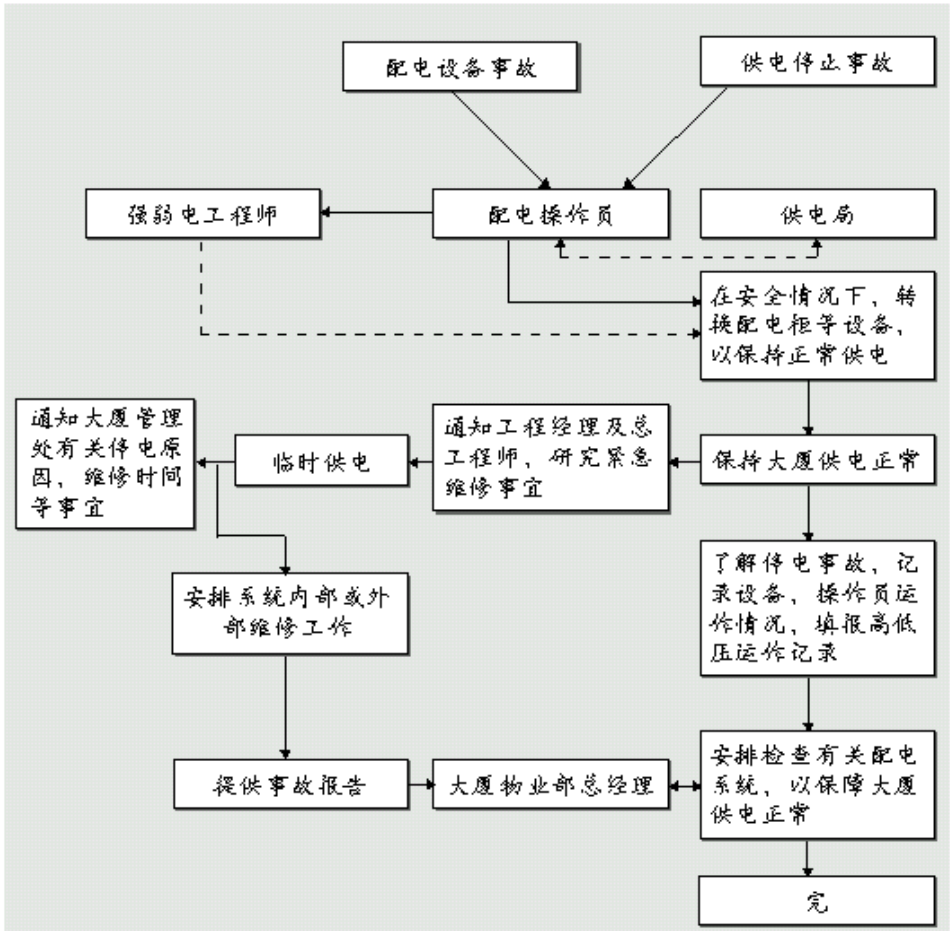 配电设备事故
供电停止事故
强弱电工程师
配电操作员
供电局
在安全情况下，转
换配电柜等设备，
以保持正常供电
通知大厦管理
处有关停电原
因，维修时间
等事宜
临时供电
通知工程经理及总
工程师，研究紧急
维修事宜
保持大厦供电正常
了解停电事故，记
录设备，操作员运
作情况，填报高低
压运作记录
安排系统内部或外
部维修工作
提供事故报告
大厦物业部总经理
安排检查有关配电
系统，以保障大厦
供电正常
完